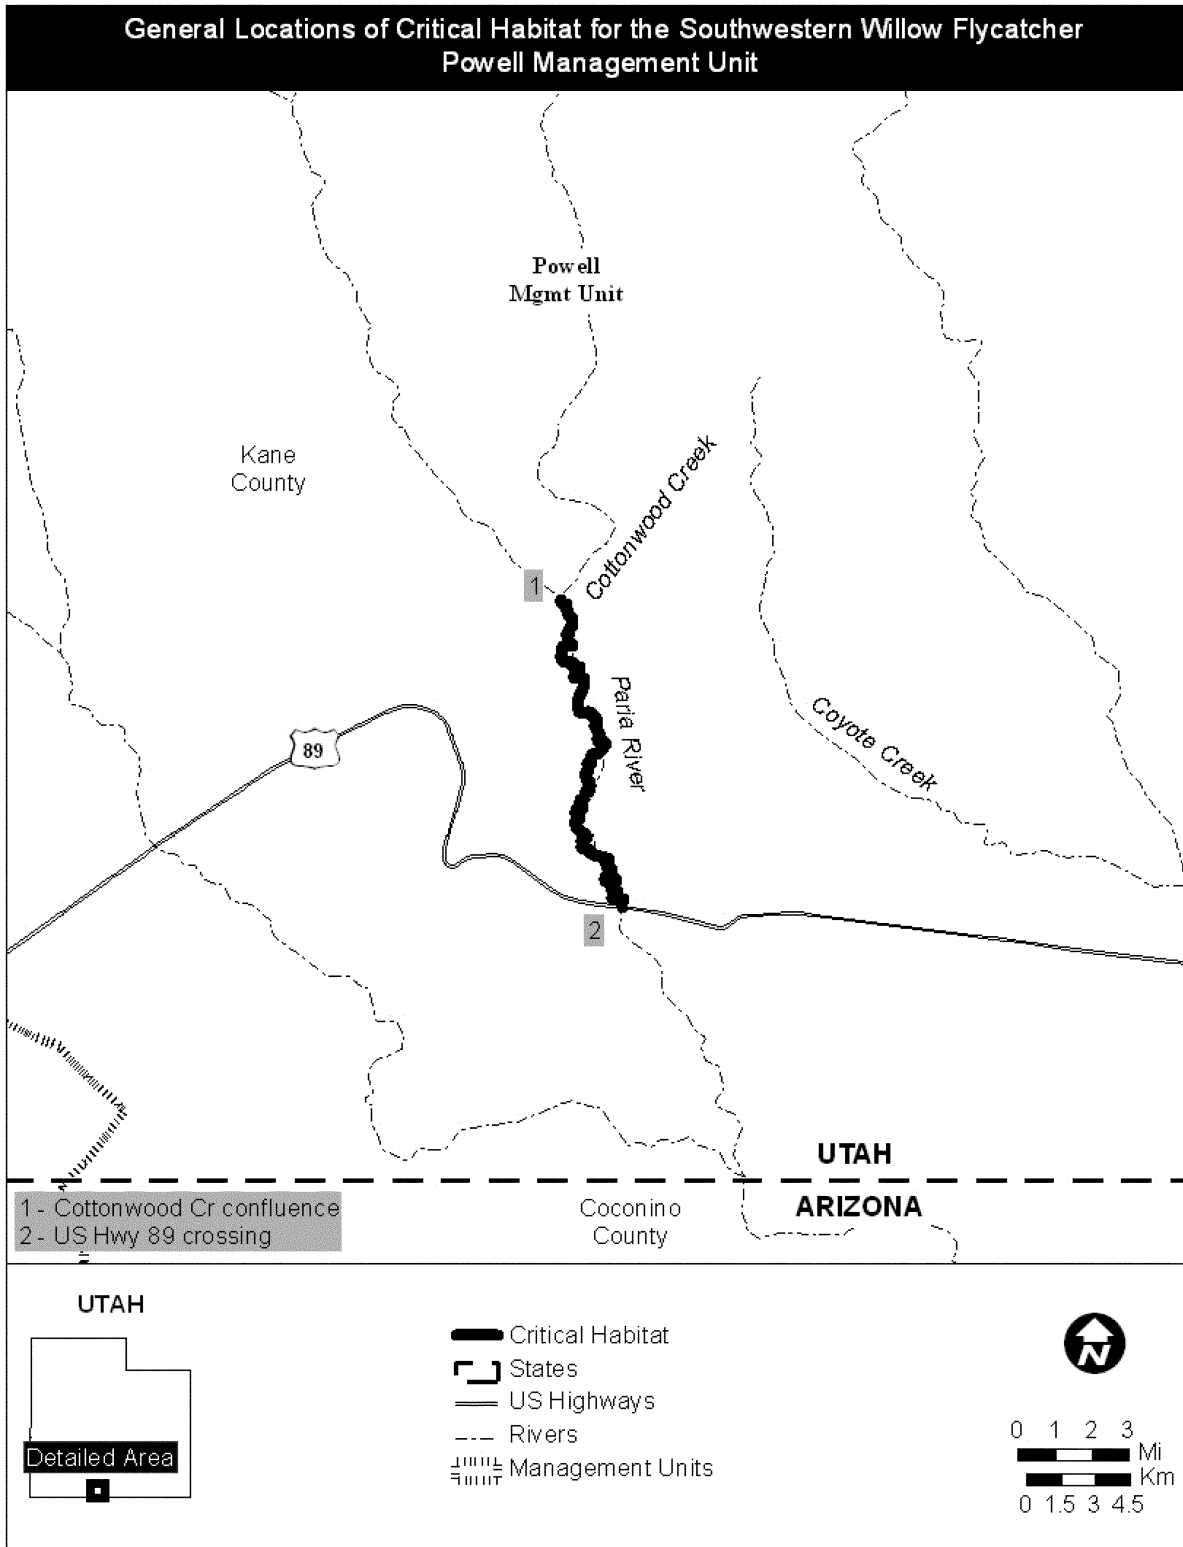 General Locations of Critical Habitat for the Southwestern Willow Flycatcher
Powell Management Unit
Powell
Mgmt Unit
Kane
County
Cottonwood Creek
1
Paria River
Coyote Creek
89
2
UTAH
ARIZONA
Coconino
County
1 - Cottonwood Cr confluence
2 - US Hwy 89 crossing
UTAH
Detailed Area
Critical Habitat
States
US Highways
Rivers
Management Units
N
0 1 2 3
Mi
Km
0 1.5 3 4.5